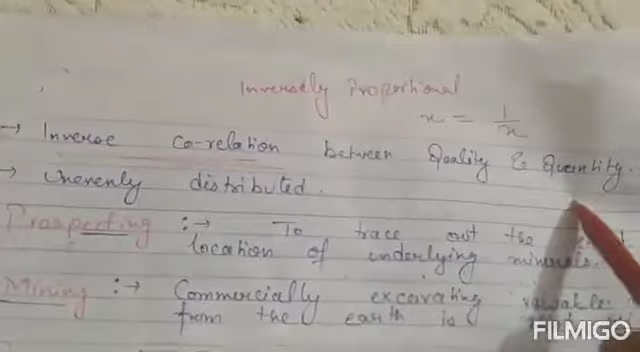 Inversely Proportional
x = 1/x
→ Inverse co-relation between Quality & Quantity.
→ Unevenly distributed.
Prospecting :→ To trace out the
location of underlying minerals.
Mining :→ Commercially excavating valuable
from the earth is
FILMIGO